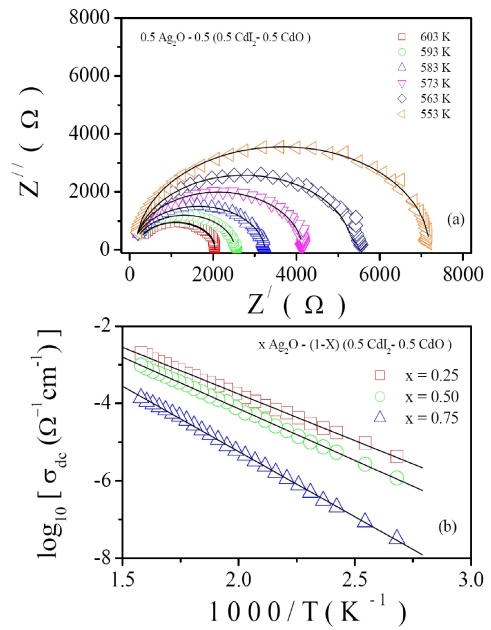 0.5 Ag₂O - 0.5 (0.5 CdI₂- 0.5 CdO )
603 K
593 K
583 K
573 K
563 K
553 K
8000
6000
4000
2000
0
Z// ( Ω )
(a)
0 2000 4000 6000 8000
Z/ ( Ω )
x Ag₂O - (1-X) (0.5 CdI₂- 0.5 CdO )
x = 0.25
x = 0.50
x = 0.75
-2
-4
-6
-8
log₁₀ [ σdc (Ω⁻¹cm⁻¹) ]
(b)
1.5 2.0 2.5 3.0
1000/T(K⁻¹)